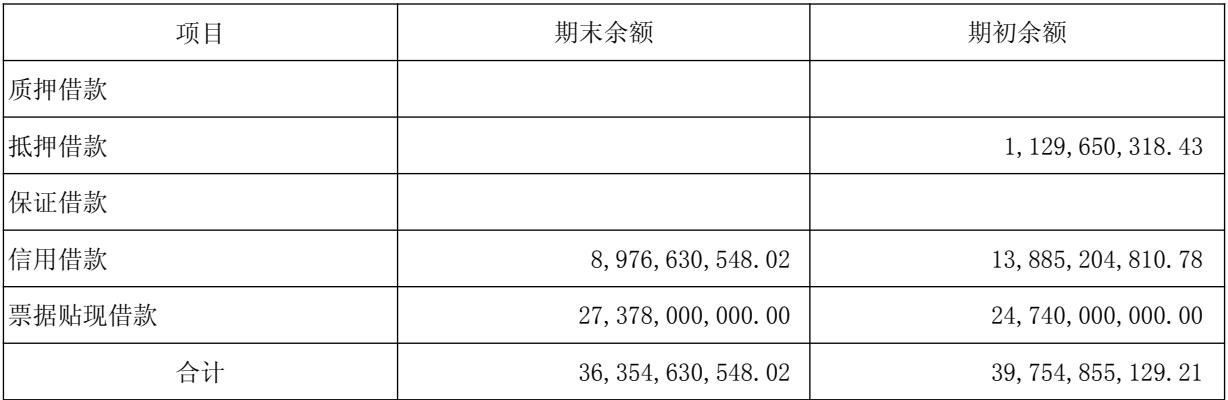 项目 期末余额 期初余额
质押借款
抵押借款 1,129,650,318.43
保证借款
信用借款 8,976,630,548.02 13,885,204,810.78
票据贴现借款 27,378,000,000.00 24,740,000,000.00
合计 36,354,630,548.02 39,754,855,129.21